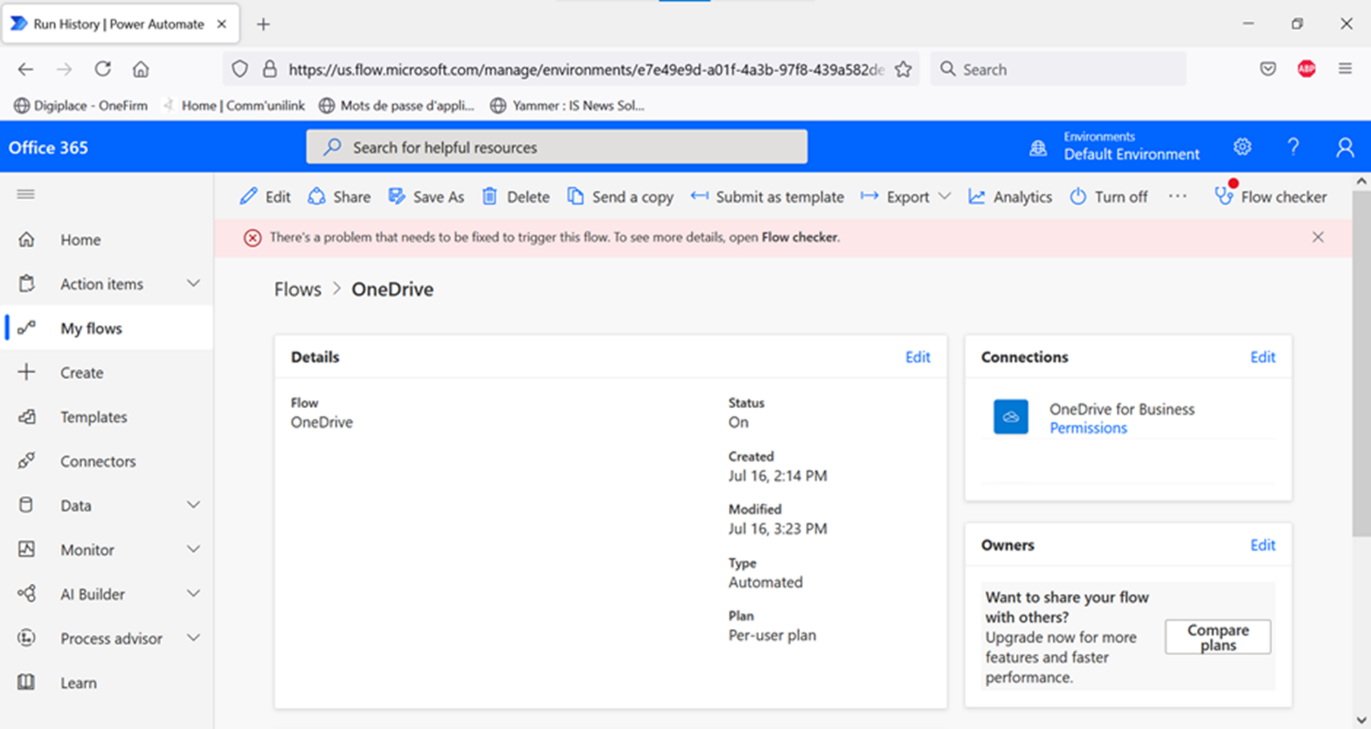 Run History | Power Automate
https://us.flow.microsoft.com/manage/environments/e7e49e9d-a01f-4a3b-97f8-439a582de
Search
ABP
Digiplace - OneFirm
Home | Comm'unilink
Mots de passe d'appli...
Yammer : IS News Sol...
Office 365
Search for helpful resources
Environments
Default Environment
Edit
Share
Save As
Delete
Send a copy
Submit as template
Export
Analytics
Turn off
Flow checker
There's a problem that needs to be fixed to trigger this flow. To see more details, open Flow checker.
Home
Action items
My flows
Create
Templates
Connectors
Data
Monitor
AI Builder
Process advisor
Learn
Flows > OneDrive
Details
Edit
Flow
OneDrive
Status
On
Created
Jul 16, 2:14 PM
Modified
Jul 16, 3:23 PM
Type
Automated
Plan
Per-user plan
Connections
Edit
OneDrive for Business
Permissions
Owners
Edit
Want to share your flow
with others?
Upgrade now for more
features and faster
performance.
Compare
plans